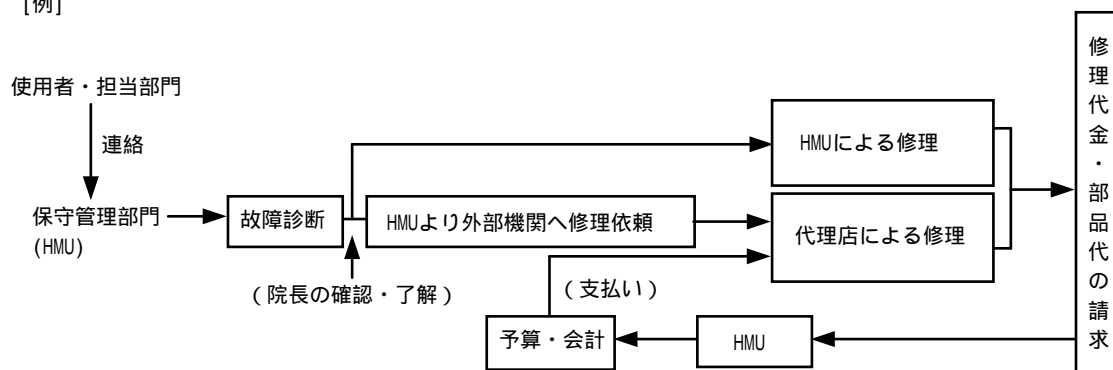 [例]
使用者・担当部門
連絡
保守管理部門
(HMU)
故障診断
(院長の確認・了解)
HMUより外部機関へ修理依頼
HMUによる修理
代理店による修理
(支払い)
予算・会計
HMU
修理代金・部品代の請求